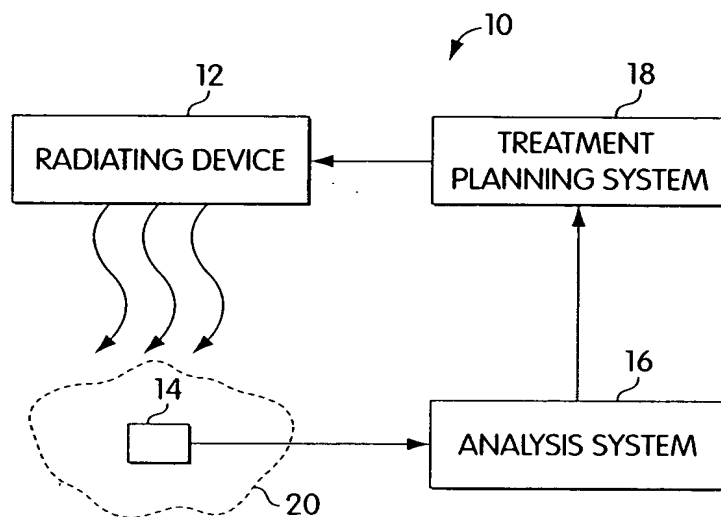 10
12
18
RADIATING DEVICE
TREATMENT
PLANNING SYSTEM
14
16
ANALYSIS SYSTEM
20